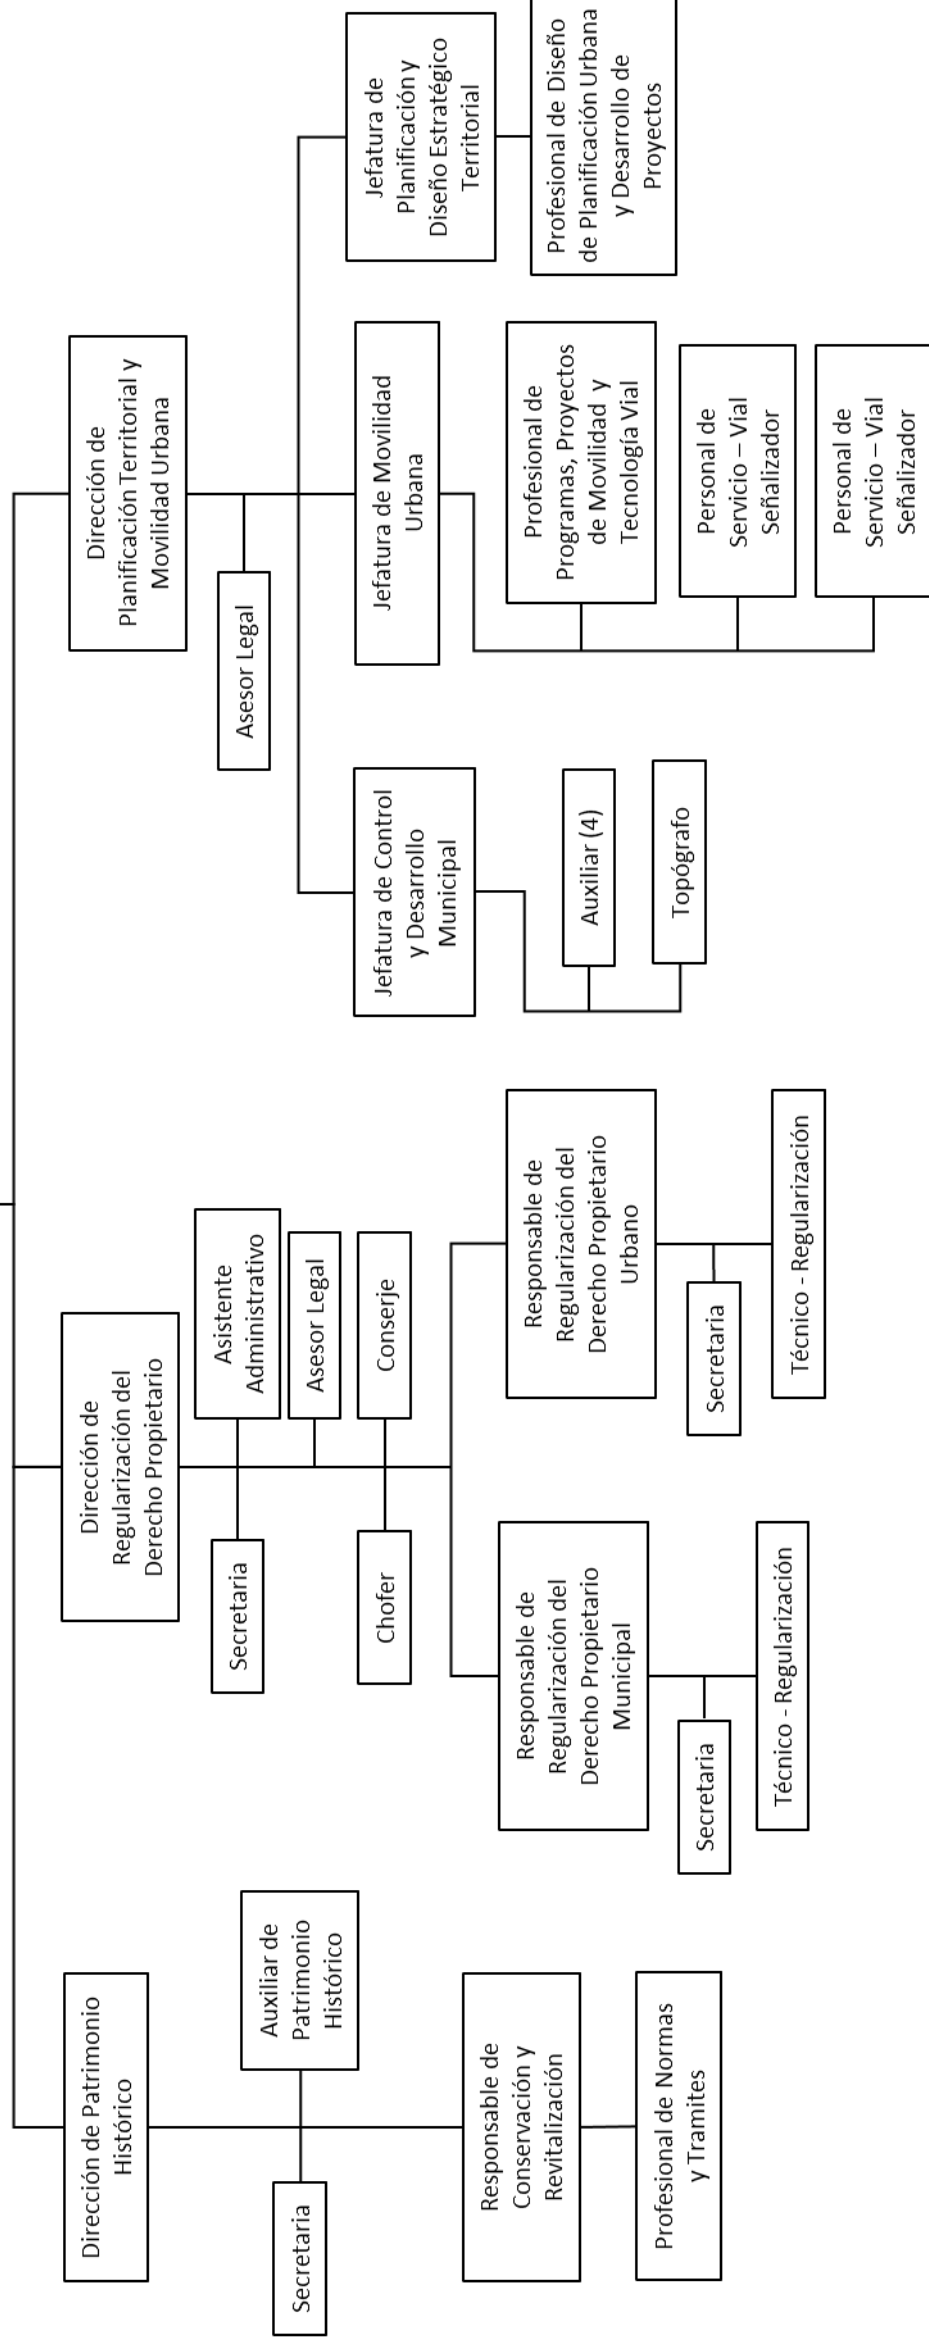 Dirección de Patrimonio
Histórico
Secretaria
Auxiliar de
Patrimonio
Histórico
Responsable de
Conservación y
Revitalización
Profesional de Normas
y Tramites
Dirección de
Regularización del
Derecho Propietario
Secretaria
Asistente
Administrativo
Asesor Legal
Chofer
Conserje
Responsable de
Regularización del
Derecho Propietario
Municipal
Secretaria
Técnico - Regularización
Responsable de
Regularización del
Derecho Propietario
Urbano
Secretaria
Técnico - Regularización
Dirección de
Planificación Territorial y
Movilidad Urbana
Asesor Legal
Jefatura de Control
y Desarrollo
Municipal
Auxiliar (4)
Topógrafo
Jefatura de Movilidad
Urbana
Profesional de
Programas, Proyectos
de Movilidad y
Tecnología Vial
Personal de
Servicio – Vial
Señalizador
Personal de
Servicio – Vial
Señalizador
Jefatura de
Planificación y
Diseño Estratégico
Territorial
Profesional de Diseño
de Planificación Urbana
y Desarrollo de
Proyectos